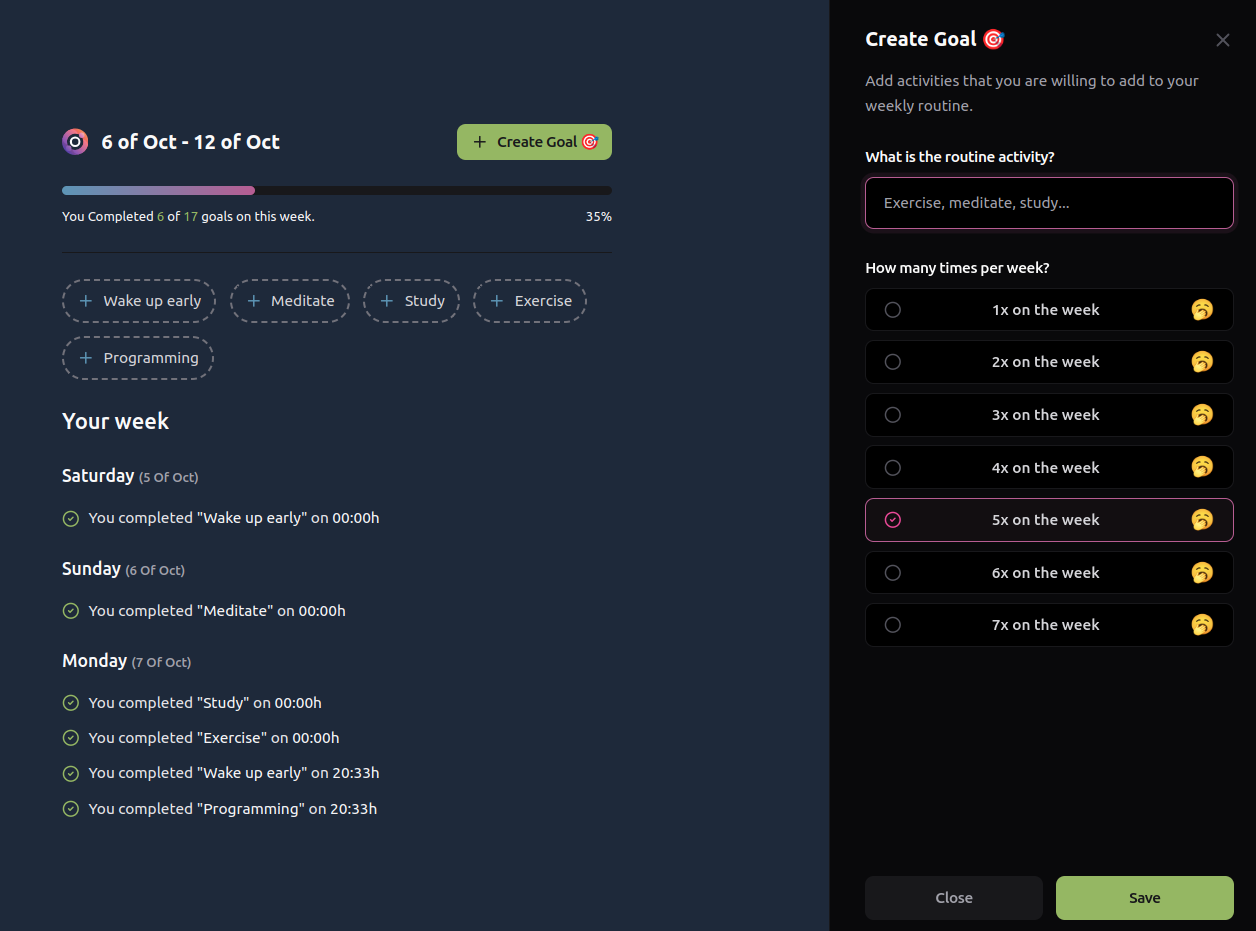 6 of Oct - 12 of Oct
+ Create Goal 🎯
You Completed 6 of 17 goals on this week.
35%
+ Wake up early
+ Meditate
+ Study
+ Exercise
+ Programming
Your week
Saturday (5 Of Oct)
You completed "Wake up early" on 00:00h
Sunday (6 Of Oct)
You completed "Meditate" on 00:00h
Monday (7 Of Oct)
You completed "Study" on 00:00h
You completed "Exercise" on 00:00h
You completed "Wake up early" on 20:33h
You completed "Programming" on 20:33h
Create Goal 🎯
Add activities that you are willing to add to your
weekly routine.
What is the routine activity?
Exercise, meditate, study...
How many times per week?
1x on the week 🥱
2x on the week 🥱
3x on the week 🥱
4x on the week 🥱
5x on the week 🥱
6x on the week 🥱
7x on the week 🥱
Close
Save